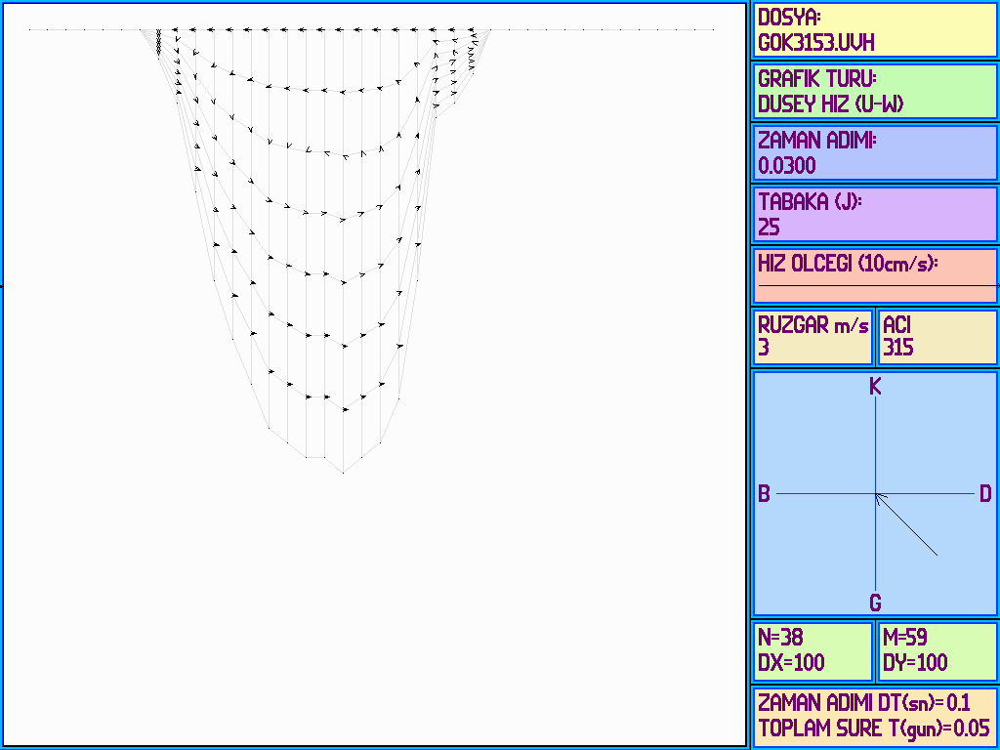 DOSYA:
GOK3153.UVH
GRAFIK TURU:
DUSEY HIZ (U-W)
ZAMAN ADIMI:
0.0300
TABAKA (J):
25
HIZ OLCEGI (10cm/s):
RUZGAR m/s
3
ACI
315
K
B
D
G
N=38
DX=100
M=59
DY=100
ZAMAN ADIMI DT(sn)=0.1
TOPLAM SURE T(gun)=0.05